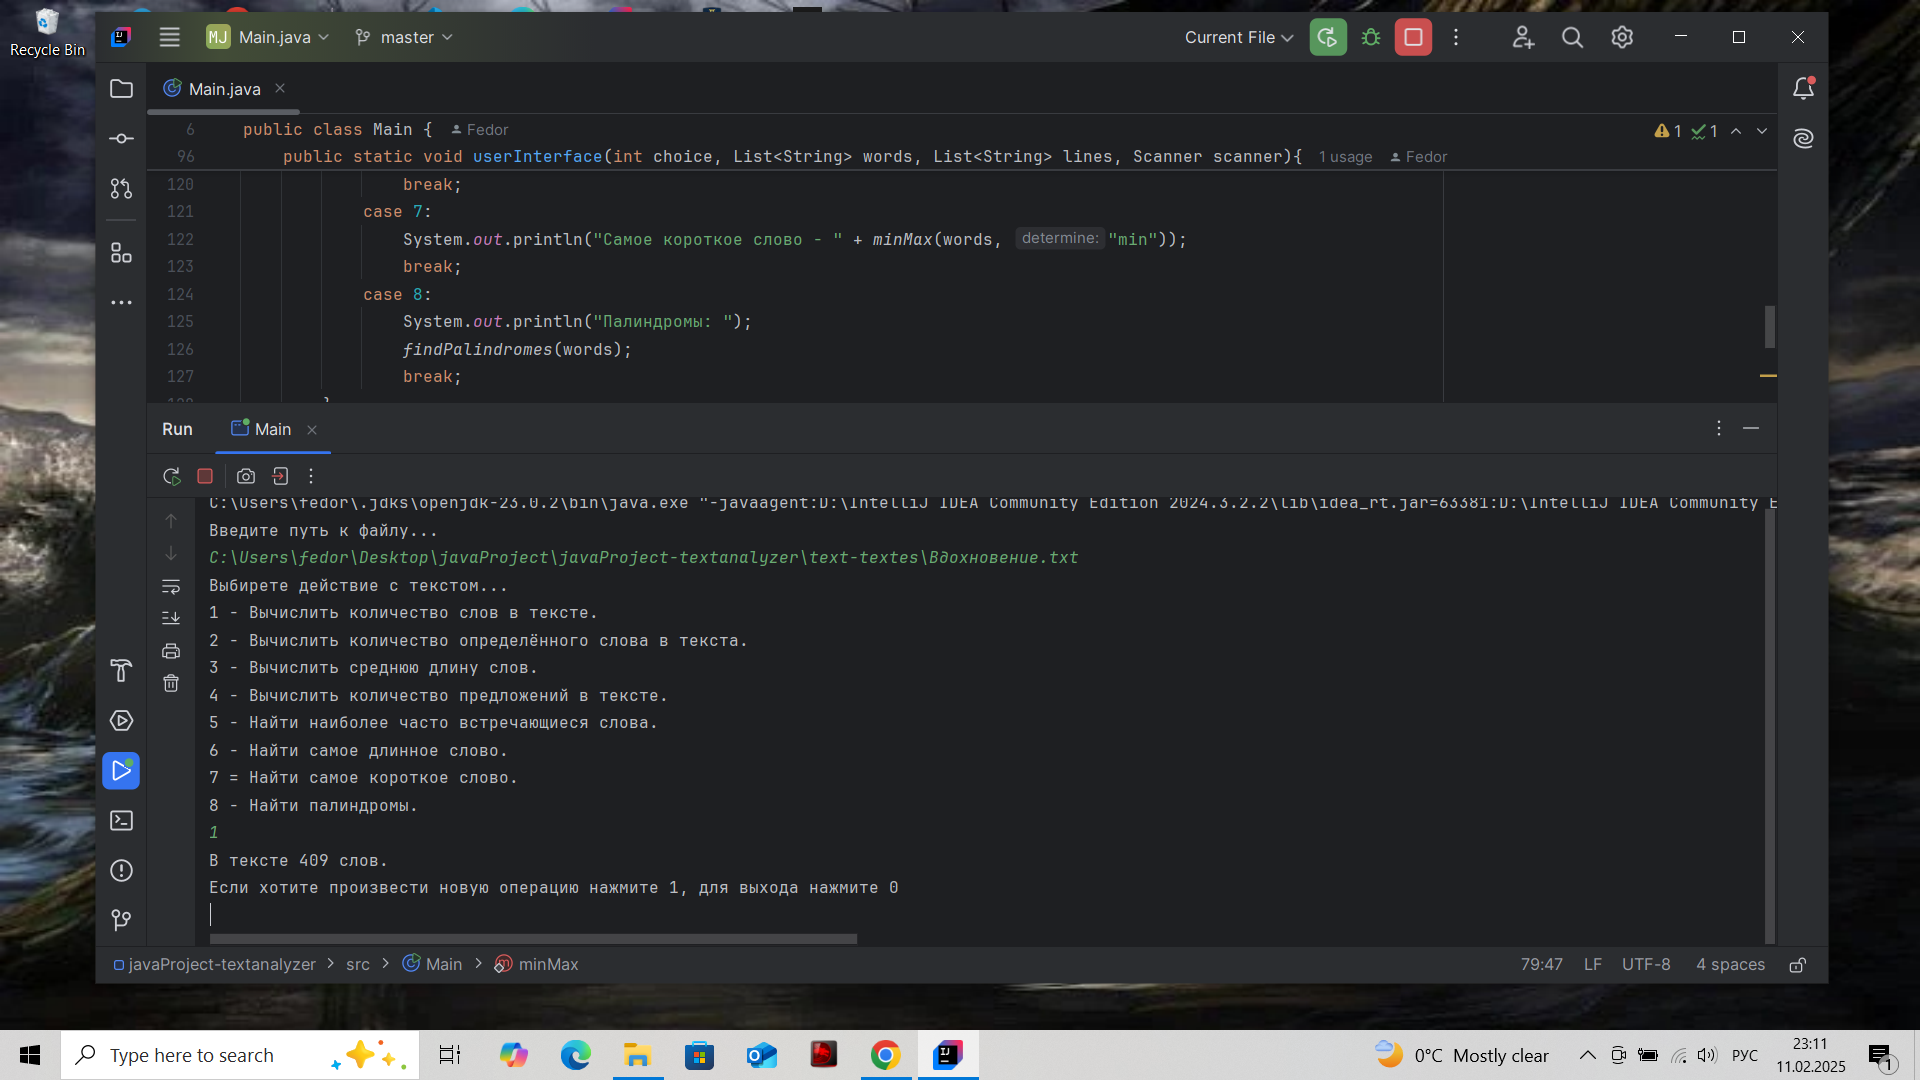 Recycle Bin
MJ Main.java master Current File
Main.java
6 public class Main { Fedor 1 1
96 public static void userInterface(int choice, List<String> words, List<String> lines, Scanner scanner){ 1 usage Fedor
120 break;
121 case 7:
122 System.out.println("Самое короткое слово - " + minMax(words, determine: "min"));
123 break;
124 case 8:
125 System.out.println("Палиндромы: ");
126 findPalindromes(words);
127 break;
Run Main
C:\Users\fedor\.jdks\openjdk-23.0.2\bin\java.exe "-javaagent:D:\IntelliJ IDEA Community Edition 2024.3.2.2\lib\idea_rt.jar=63381:D:\IntelliJ IDEA Community E
Введите путь к файлу...
C:\Users\fedor\Desktop\javaProject\javaProject-textanalyzer\text-textes\Вдохновение.txt
Выбирете действие с текстом...
1 - Вычислить количество слов в тексте.
2 - Вычислить количество определённого слова в текста.
3 - Вычислить среднюю длину слов.
4 - Вычислить количество предложений в тексте.
5 - Найти наиболее часто встречающиеся слова.
6 - Найти самое длинное слово.
7 = Найти самое короткое слово.
8 - Найти палиндромы.
1
В тексте 409 слов.
Если хотите произвести новую операцию нажмите 1, для выхода нажмите 0
javaProject-textanalyzer > src > Main > minMax 79:47 LF UTF-8 4 spaces
Type here to search 0°C Mostly clear РУС 23:11
11.02.2025 1